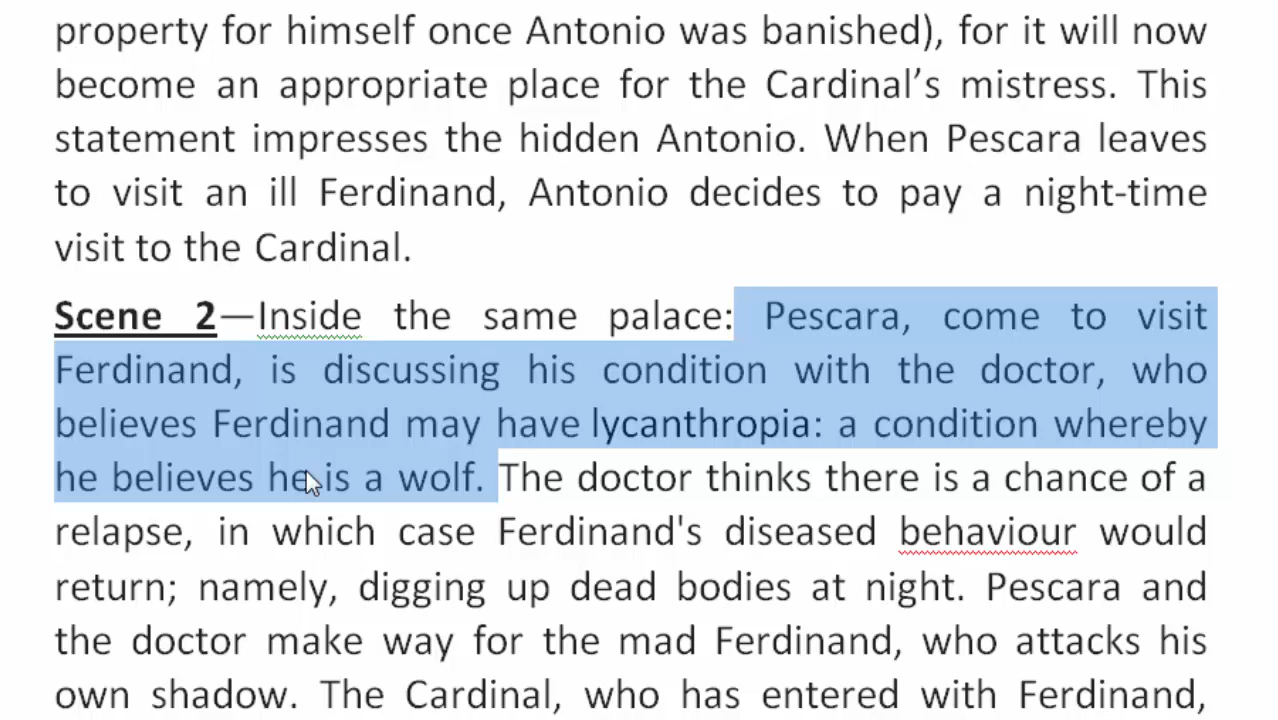 property for himself once Antonio was banished), for it will now
become an appropriate place for the Cardinal’s mistress. This
statement impresses the hidden Antonio. When Pescara leaves
to visit an ill Ferdinand, Antonio decides to pay a night-time
visit to the Cardinal.
Scene 2—Inside the same palace: Pescara, come to visit
Ferdinand, is discussing his condition with the doctor, who
believes Ferdinand may have lycanthropia: a condition whereby
he believes he is a wolf. The doctor thinks there is a chance of a
relapse, in which case Ferdinand's diseased behaviour would
return; namely, digging up dead bodies at night. Pescara and
the doctor make way for the mad Ferdinand, who attacks his
own shadow. The Cardinal, who has entered with Ferdinand,